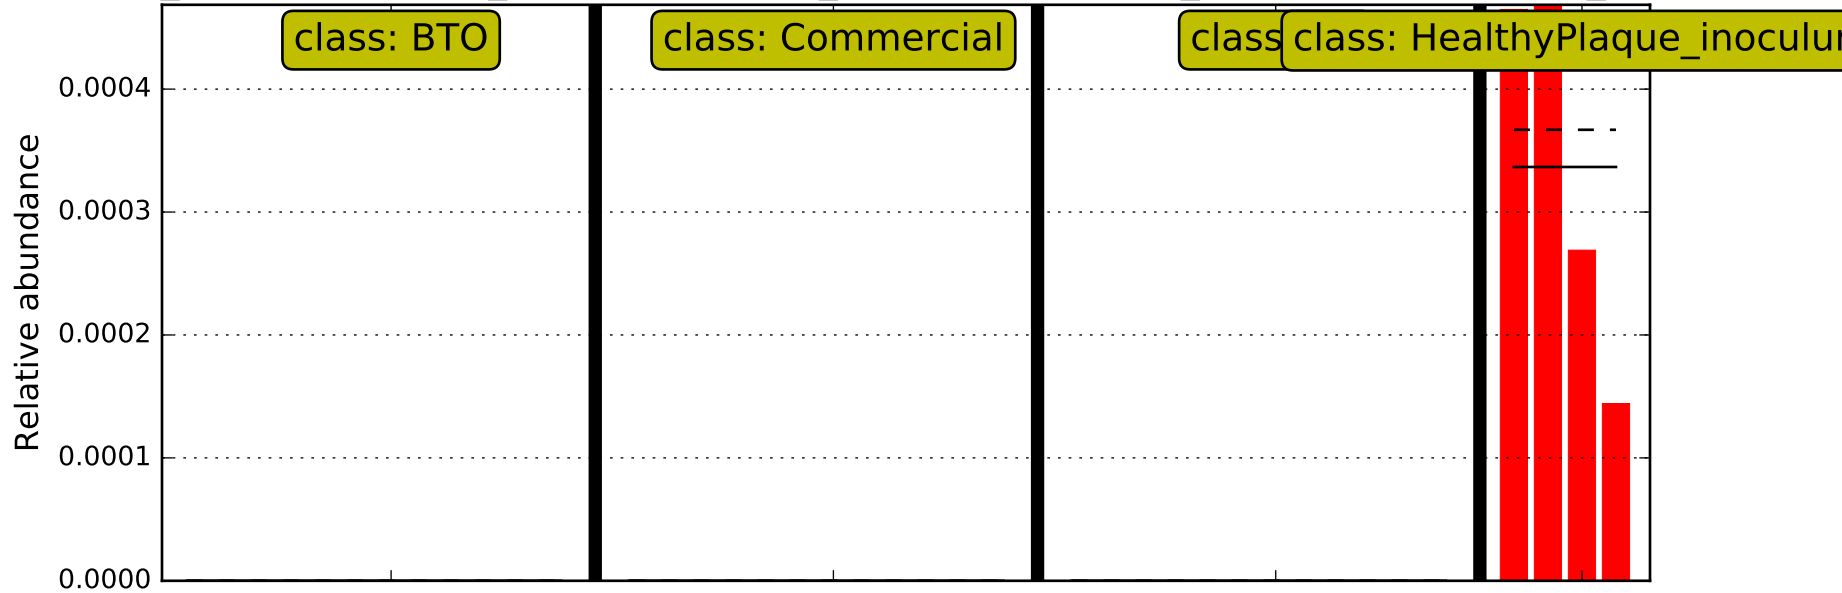 class: BTO
class: Commercial
class
class: HealthyPlaque_inoculu
0.0004
0.0003
0.0002
0.0001
0.0000
Relative abundance